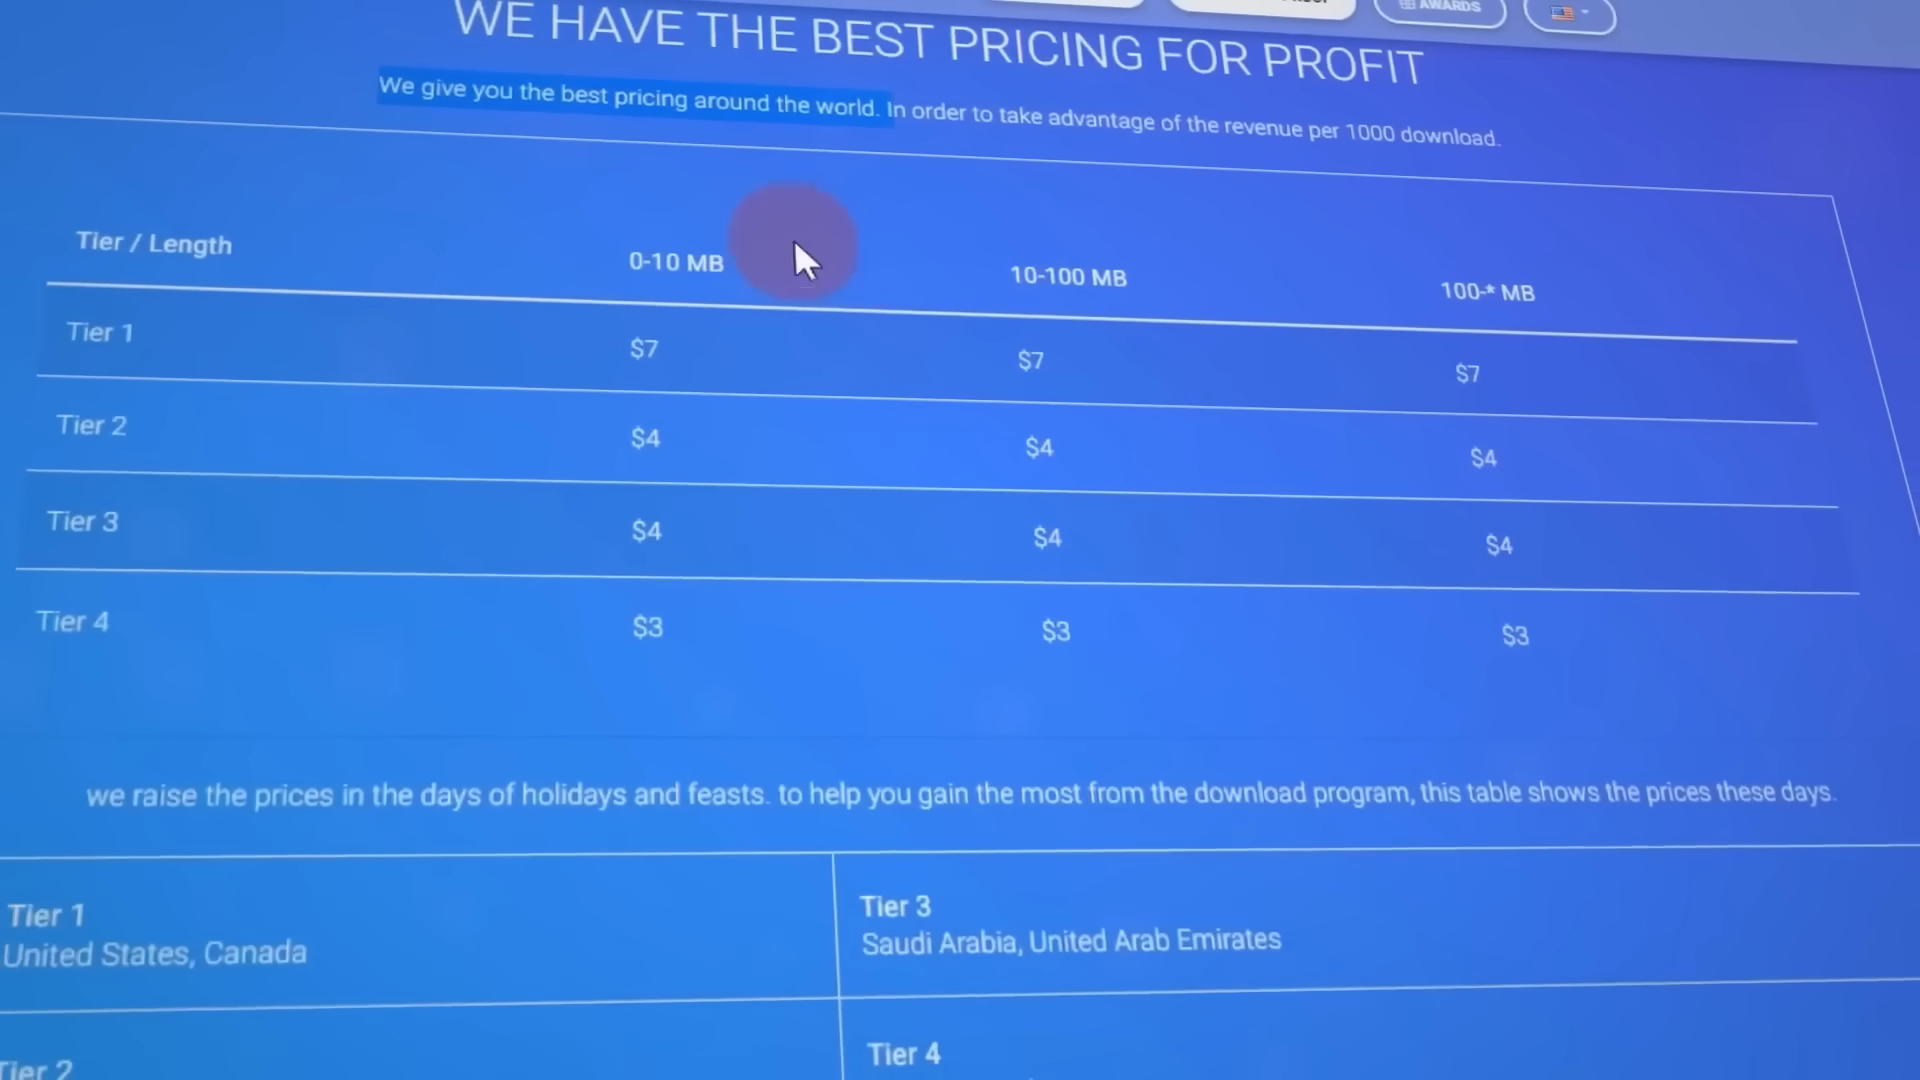 AWARDS
WE HAVE THE BEST PRICING FOR PROFIT
We give you the best pricing around the world. In order to take advantage of the revenue per 1000 download.
Tier / Length 0-10 MB 10-100 MB 100-* MB
Tier 1 $7 $7 $7
Tier 2 $4 $4 $4
Tier 3 $4 $4 $4
Tier 4 $3 $3 $3
we raise the prices in the days of holidays and feasts. to help you gain the most from the download program, this table shows the prices these days.
Tier 1
United States, Canada
Tier 3
Saudi Arabia, United Arab Emirates
Tier 2
Tier 4